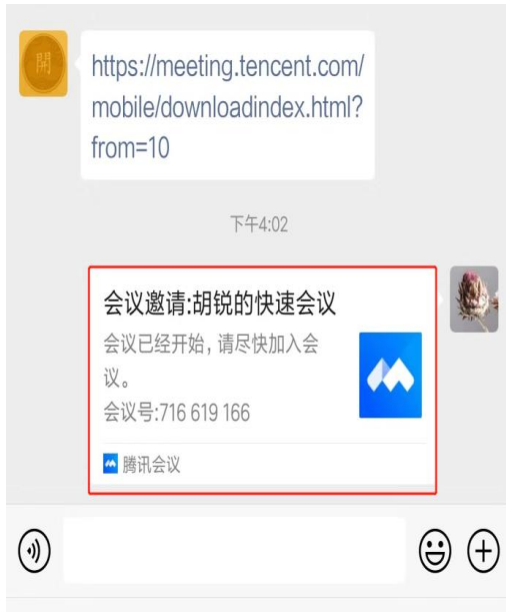 開
https://meeting.tencent.com/
mobile/downloadindex.html?
from=10
下午4:02
会议邀请:胡锐的快速会议
会议已经开始, 请尽快加入会
议。
会议号:716 619 166
腾讯会议